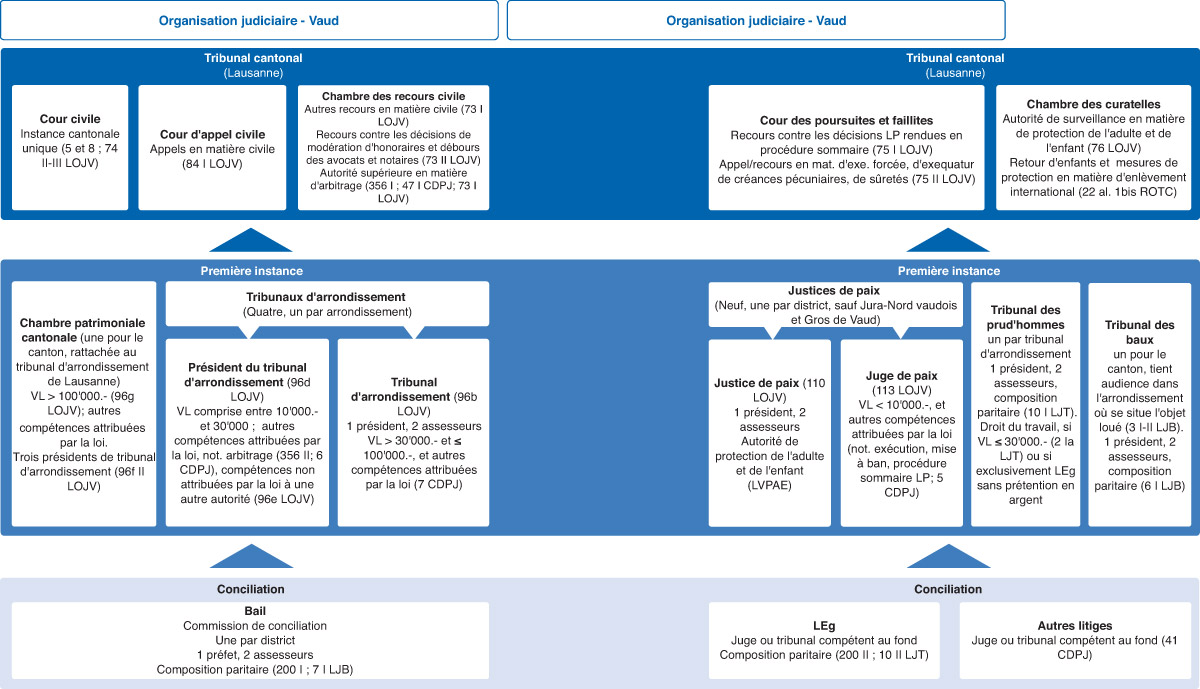 Organisation judiciaire - Vaud
Organisation judiciaire - Vaud
Tribunal cantonal
(Lausanne)
Cour civile
Instance cantonale
unique (5 et 8 ; 74
II-III LOJV)
Cour d'appel civile
Appels en matière civile
(84 I LOJV)
Chambre des recours civile
Autres recours en matière civile (73 I
LOJV)
Recours contre les décisions de
modération d'honoraires et débours
des avocats et notaires (73 II LOJV)
Autorité supérieure en matière
d'arbitrage (356 I ; 47 I CDPJ; 73 I
LOJV)
Tribunal cantonal
(Lausanne)
Cour des poursuites et faillites
Recours contre les décisions LP rendues en
procédure sommaire (75 I LOJV)
Appel/recours en mat. d'exe. forcée, d'exequatur
de créances pécuniaires, de sûretés (75 II LOJV)
Chambre des curatelles
Autorité de surveillance en matière
de protection de l'adulte et de
l'enfant (76 LOJV)
Retour d'enfants et mesures de
protection en matière d'enlèvement
international (22 al. 1bis ROTC)
Première instance
Chambre patrimoniale
cantonale (une pour le
canton, rattachée au
tribunal d'arrondissement
de Lausanne)
VL > 100'000.- (96g
LOJV); autres
compétences attribuées
par la loi.
Trois présidents de tribunal
d'arrondissement (96f II
LOJV)
Tribunaux d'arrondissement
(Quatre, un par arrondissement)
Président du tribunal
d'arrondissement (96d
LOJV)
VL comprise entre 10'000.-
et 30'000 ; autres
compétences attribuées par
la loi, not. arbitrage (356 II; 6
CDPJ), compétences non
attribuées par la loi à une
autre autorité (96e LOJV)
Tribunal
d'arrondissement (96b
LOJV)
1 président, 2 assesseurs
VL > 30'000.- et ≤
100'000.-, et autres
compétences attribuées
par la loi (7 CDPJ)
Première instance
Justices de paix
(Neuf, une par district, sauf Jura-Nord vaudois
et Gros de Vaud)
Justice de paix (110
LOJV)
1 président, 2
assesseurs
Autorité de
protection de l'adulte
et de l'enfant
(LVPAE)
Juge de paix
(113 LOJV)
VL < 10'000.-, et
autres compétences
attribuées par la loi
(not. exécution, mise
à ban, procédure
sommaire LP; 5
CDPJ)
Tribunal des
prud'hommes
un par tribunal
d'arrondissement
1 président, 2
assesseurs,
composition
paritaire (10 I LJT).
Droit du travail, si
VL ≤ 30'000.- (2 la
LJT) ou si
exclusivement LEg
sans prétention en
argent
Tribunal des
baux
un pour le
canton, tient
audience dans
l'arrondissement
où se situe l'objet
loué (3 I-II LJB).
1 président, 2
assesseurs,
composition
paritaire (6 I LJB)
Conciliation
Bail
Commission de conciliation
Une par district
1 préfet, 2 assesseurs
Composition paritaire (200 I ; 7 I LJB)
Conciliation
LEg
Juge ou tribunal compétent au fond
Composition paritaire (200 II ; 10 II LJT)
Autres litiges
Juge ou tribunal compétent au fond (41
CDPJ)